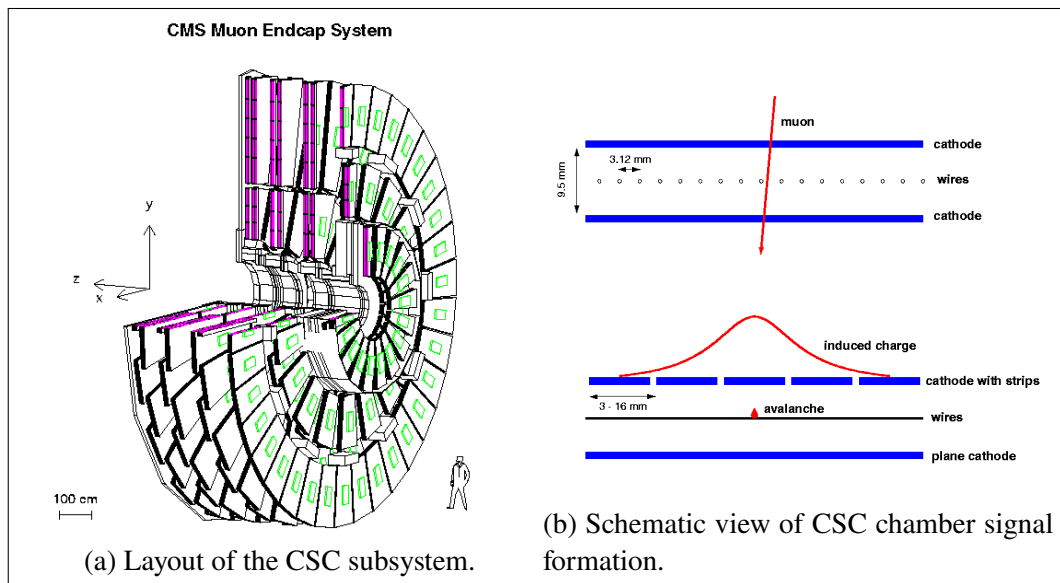 CMS Muon Endcap System
y
z
x
100 cm
(a) Layout of the CSC subsystem.
muon
cathode
3.12 mm
wires
9.5 mm
cathode
induced charge
cathode with strips
3 - 16 mm
avalanche
wires
plane cathode
(b) Schematic view of CSC chamber signal
formation.